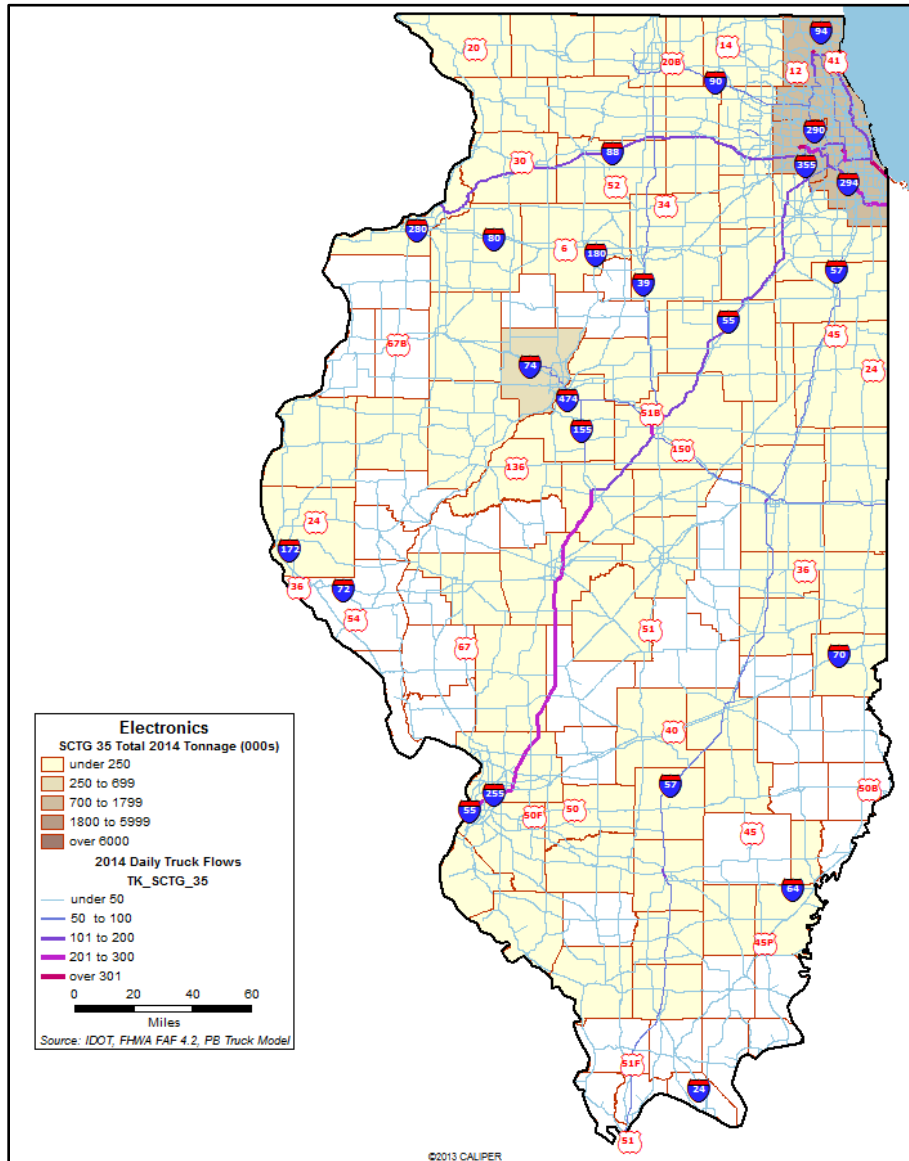 94
20
14
41
20B
12
90
290
88
30
355
52
294
34
280
80
6
180
57
39
55
45
67B
74
24
474
51B
155
150
136
24
172
36
72
36
54
51
67
70
Electronics
SCTG 35 Total 2014 Tonnage (000s)
under 250
250 to 699
700 to 1799
1800 to 5999
over 6000
2014 Daily Truck Flows
TK_SCTG_35
under 50
50 to 100
101 to 200
201 to 300
over 301
0 20 40 60
Miles
Source: IDOT, FHWA FAF 4.2, PB Truck Model
40
57
50B
255
55
50F
50
45
64
45P
51F
24
51
©2013 CALIPER